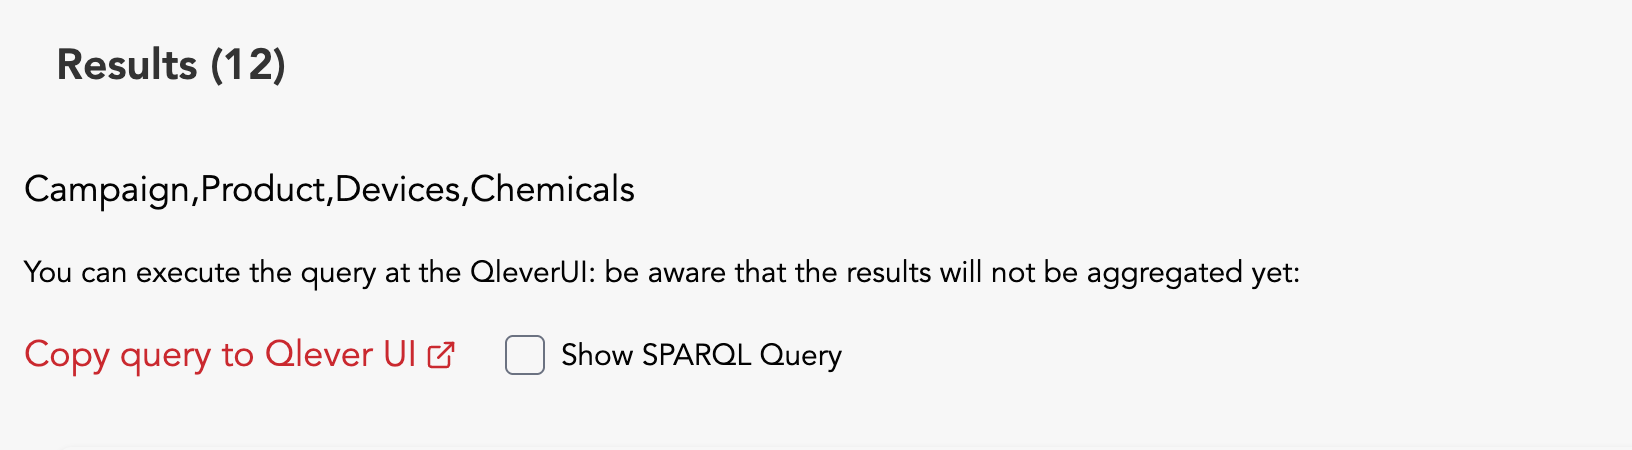 Results (12)
Campaign,Product,Devices,Chemicals
You can execute the query at the QleverUI: be aware that the results will not be aggregated yet:
Copy query to Qlever UI
Show SPARQL Query